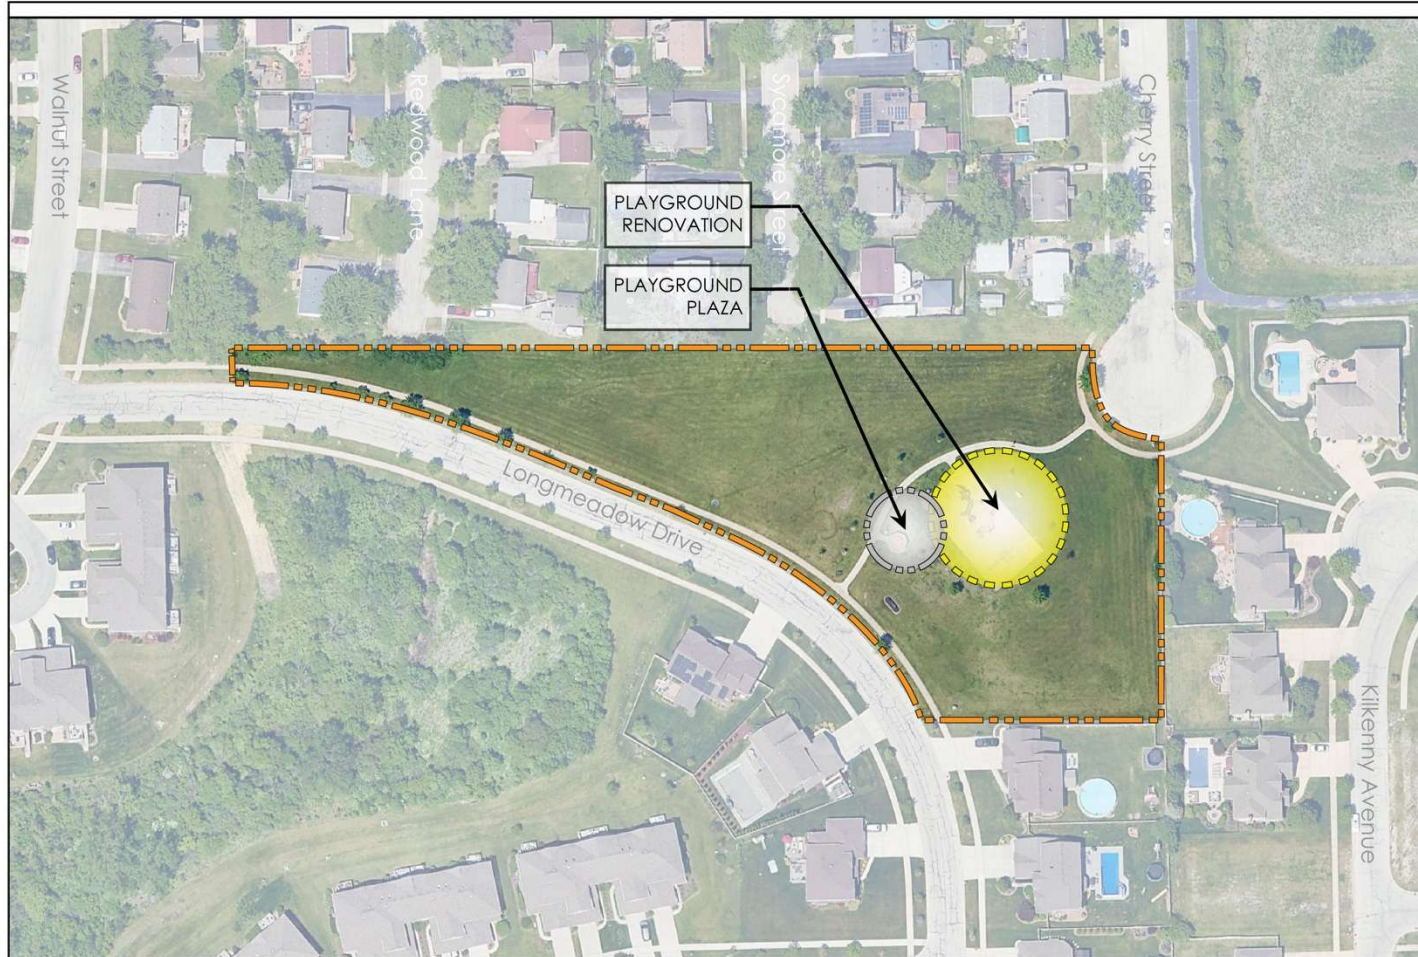 Walnut Street
Redwood Lane
Sycamore Street
Cherry Street
PLAYGROUND
RENOVATION
PLAYGROUND
PLAZA
Longmeadow Drive
Kilkenny Avenue